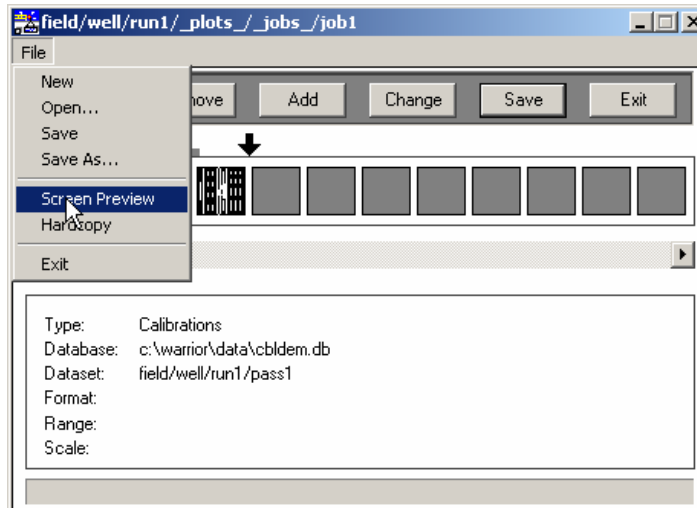 field/well/run1/_plots_/_jobs_/job1
File
New
Open...
Save
Save As...
Screen Preview
Hardcopy
Exit
Add
Change
Save
Exit
Type: Calibrations
Database: c:\warrior\data\cbldem.db
Dataset: field/well/run1/pass1
Format:
Range:
Scale: